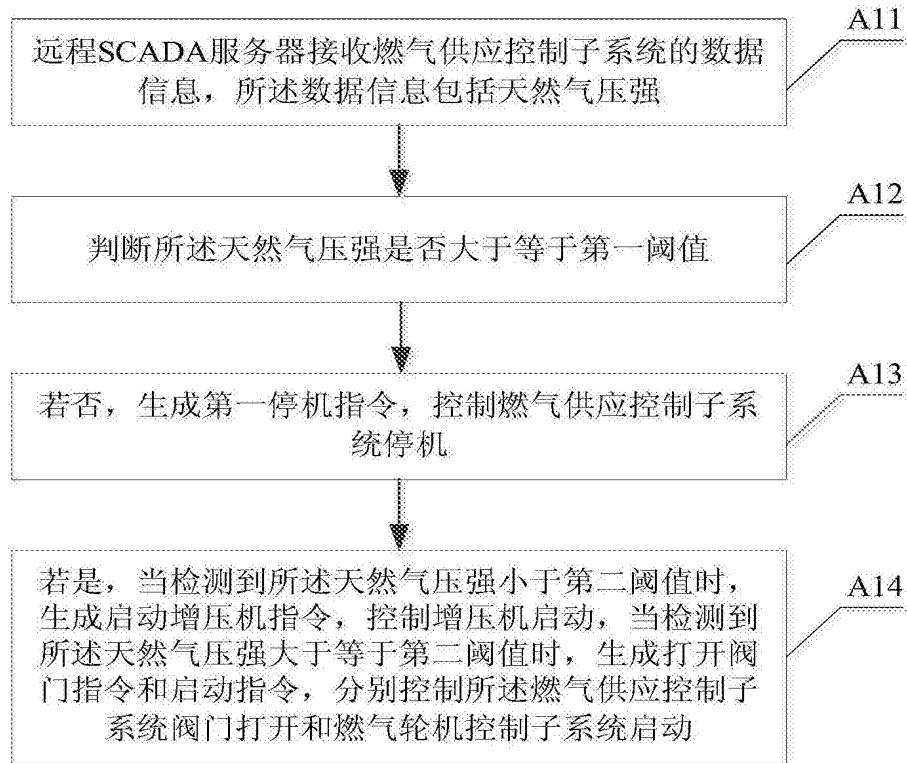 A11
远程SCADA服务器接收燃气供应控制子系统的数据
信息，所述数据信息包括天然气压强
A12
判断所述天然气压强是否大于等于第一阈值
A13
若否，生成第一停机指令，控制燃气供应控制子系
统停机
A14
若是，当检测到所述天然气压强小于第二阈值时，
生成启动增压机指令，控制增压机启动，当检测到
所述天然气压强大于等于第二阈值时，生成打开阀
门指令和启动指令，分别控制所述燃气供应控制子
系统阀门打开和燃气轮机控制子系统启动